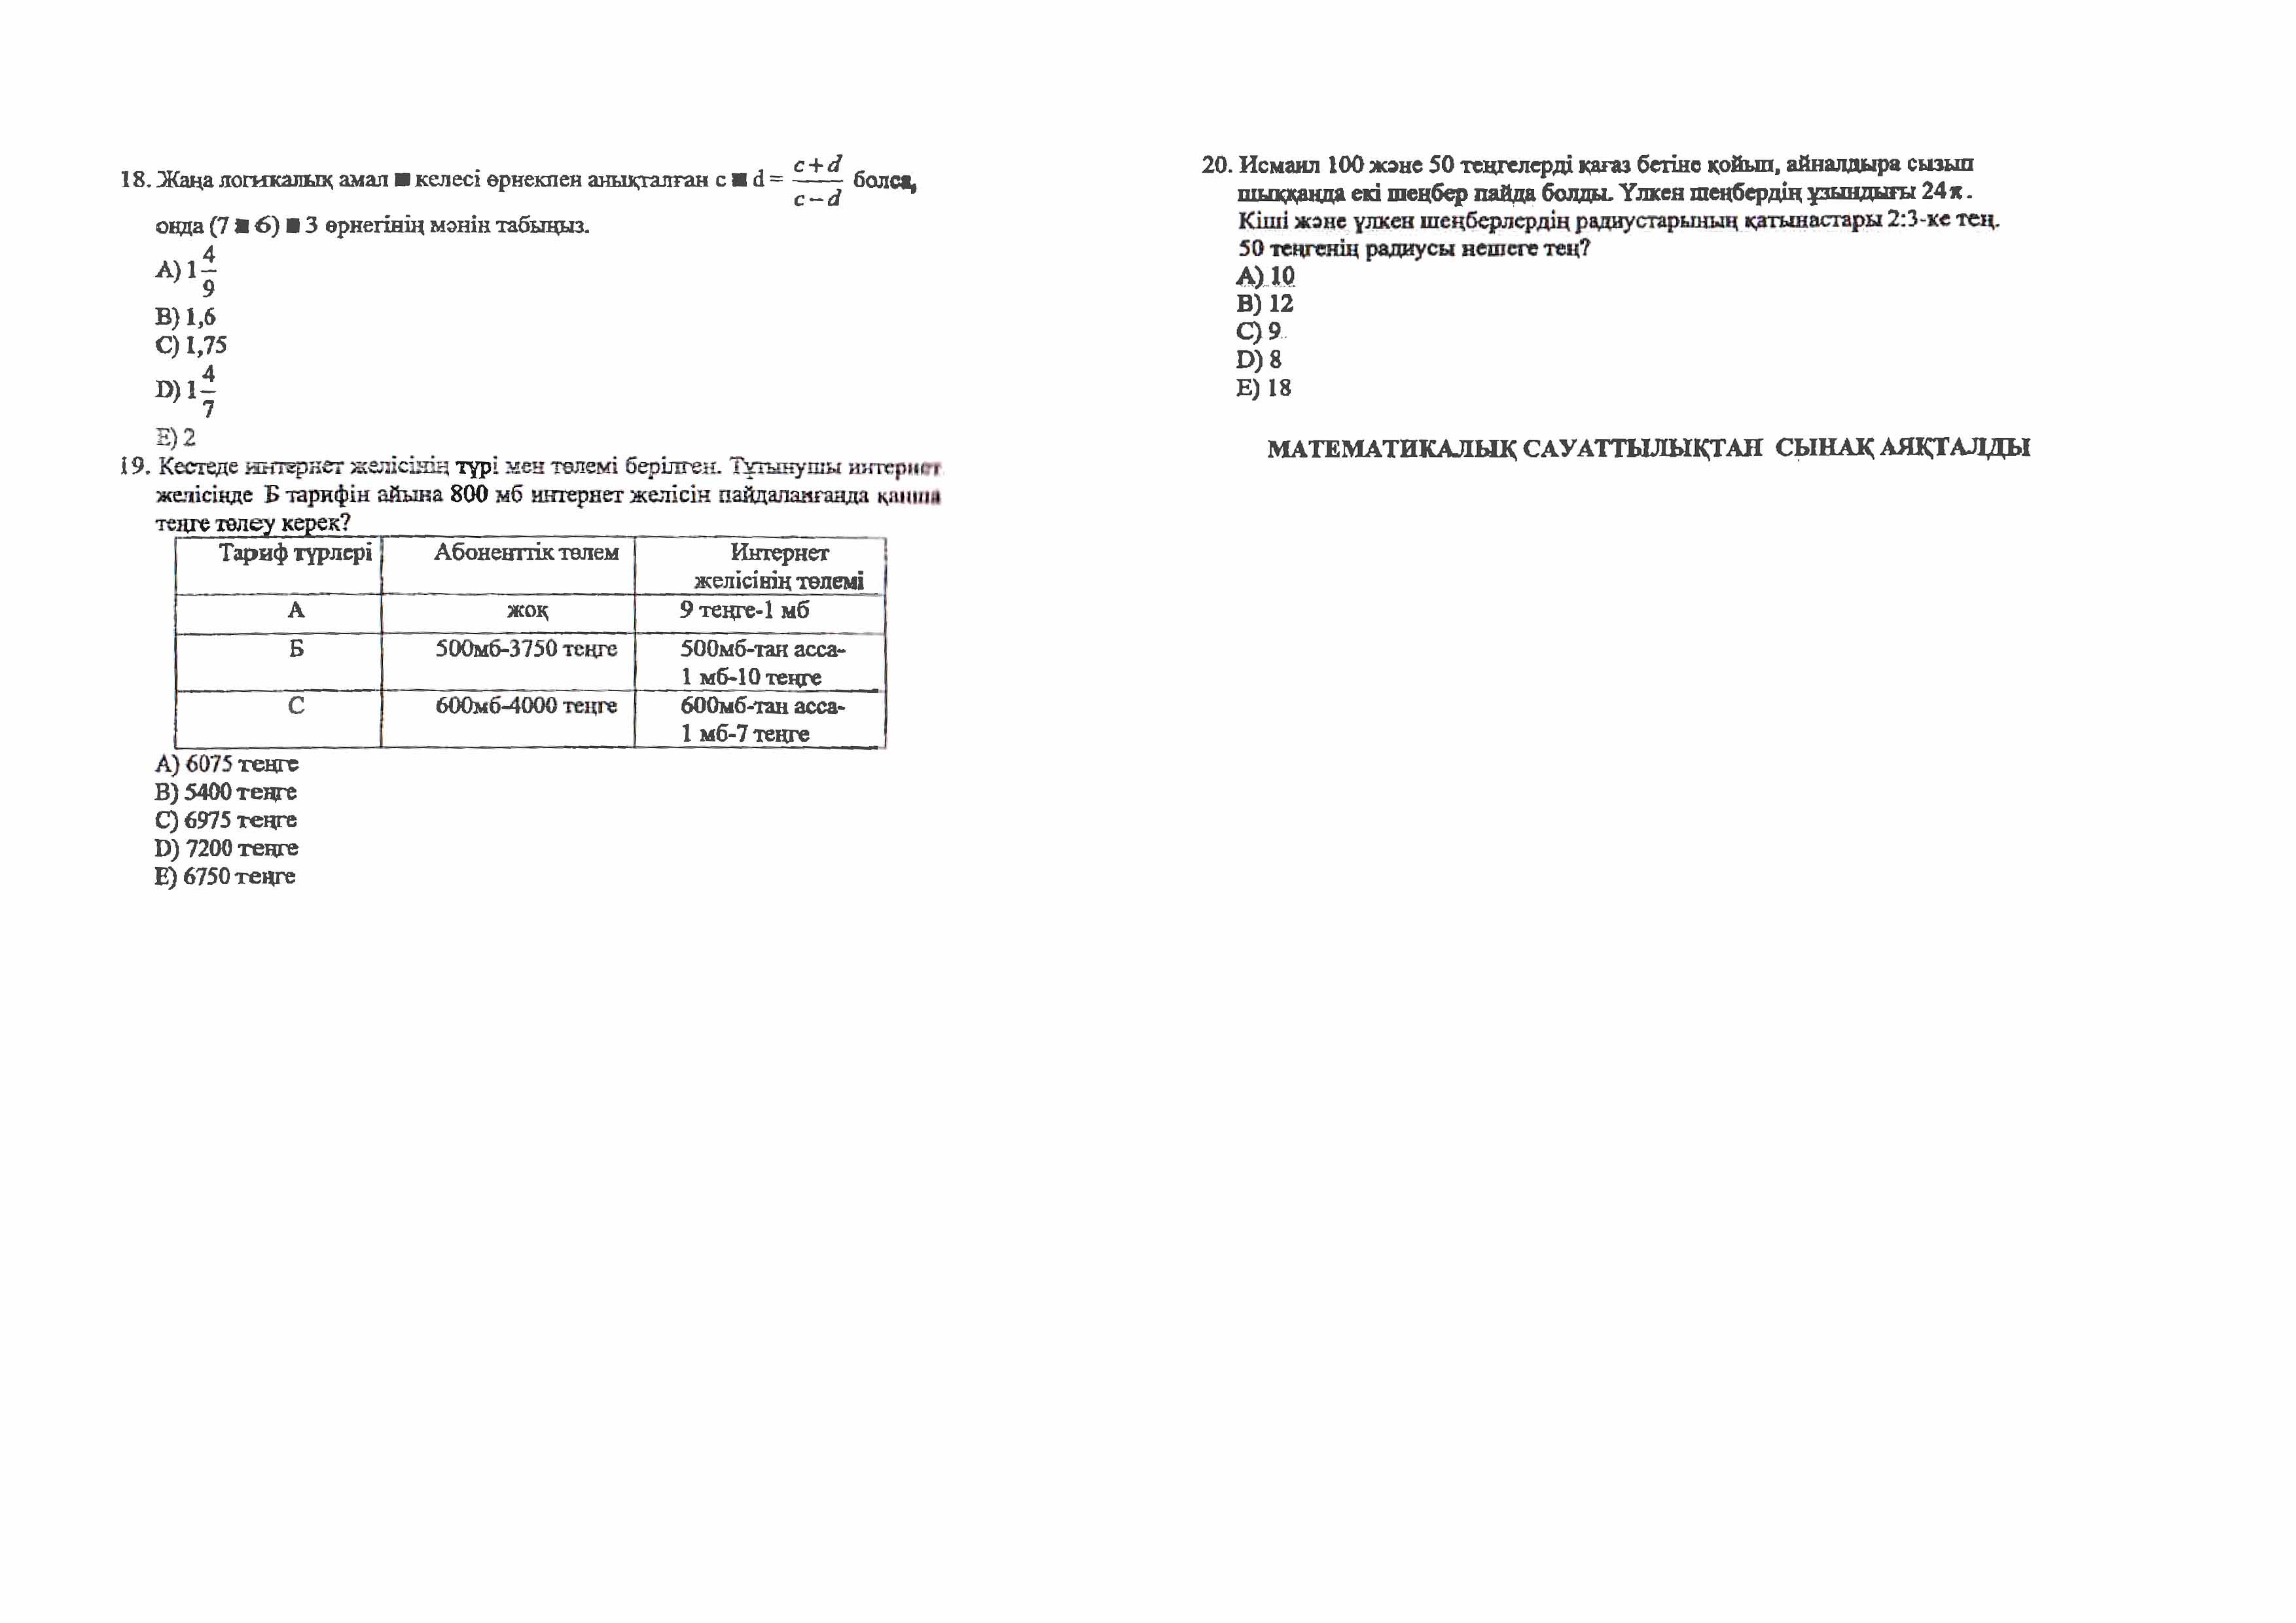 18. Жаңа логикалық амал ■ келесі өрнекпен анықталған c ■ d = (c + d)/(c − d) болса,
онда (7 ■ 6) ■ 3 өрнегінің мәнін табыңыз.
A) 1 4/9
B) 1,6
C) 1,75
D) 1 4/7
E) 2
19. Кестеде интернет желісінің түрі мен төлемі берілген. Тұтынушы интернет
желісінде Б тарифін айына 800 мб интернет желісін пайдаланғанда қанша
теңге төлеу керек?
Тариф түрлері Абоненттік төлем Интернет
желісінің төлемі
А жоқ 9 теңге-1 мб
Б 500мб-3750 теңге 500мб-тан асса-
1 мб-10 теңге
С 600мб-4000 теңге 600мб-тан асса-
1 мб-7 теңге
A) 6075 теңге
B) 5400 теңге
C) 6975 теңге
D) 7200 теңге
E) 6750 теңге
20. Исмаил 100 және 50 теңгелерді қағаз бетіне қойып, айналдыра сызып
шыққанда екі шеңбер пайда болды. Үлкен шеңбердің ұзындығы 24π.
Кіші және үлкен шеңберлердің радиустарының қатынастары 2:3-ке тең.
50 теңгенің радиусы нешеге тең?
A) 10
B) 12
C) 9
D) 8
E) 18
МАТЕМАТИКАЛЫҚ САУАТТЫЛЫҚТАН СЫНАҚ АЯҚТАЛДЫ